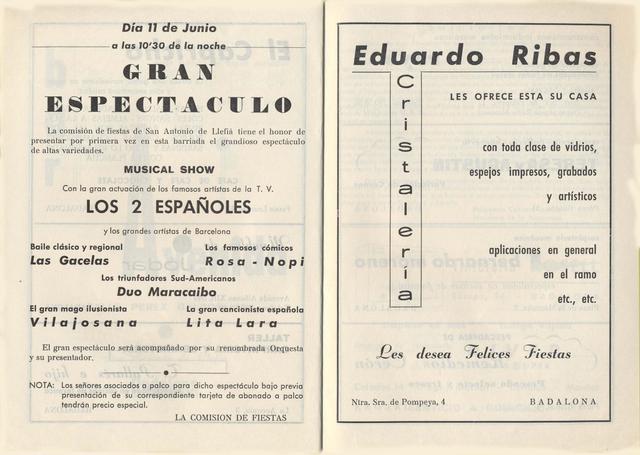 Día 11 de Junio
a las 10'30 de la noche
GRAN
ESPECTACULO
La comisión de fiestas de San Antonio de Llefiá tiene el honor de
presentar por primera vez en esta barriada el grandioso espectáculo
de altas variedades.
MUSICAL SHOW
Con la gran actuación de los famosos artistas de la T. V.
LOS 2 ESPAÑOLES
y los grandes artistas de Barcelona
Baile clásico y regional
Las Gacelas
Los famosos cómicos
Rosa - Nopi
Los triunfadores Sud-Americanos
Duo Maracaibo
El gran mago ilusionista
Vilajosana
La gran cancionista española
Lita Lara
El gran espectáculo será acompañado por su renombrada Orquesta
y su presentador.
NOTA: Los señores asociados a palco para dicho espectáculo bajo previa
presentación de su correspondiente tarjeta de abonado a palco
tendrán precio especial.
LA COMISION DE FIESTAS
Eduardo Ribas
Cristalería
LES OFRECE ESTA SU CASA
con toda clase de vidrios,
espejos impresos, grabados
y artísticos
aplicaciones en general
en el ramo
etc., etc.
Les desea Felices Fiestas
Ntra. Sra. de Pompeya, 4
BADALONA